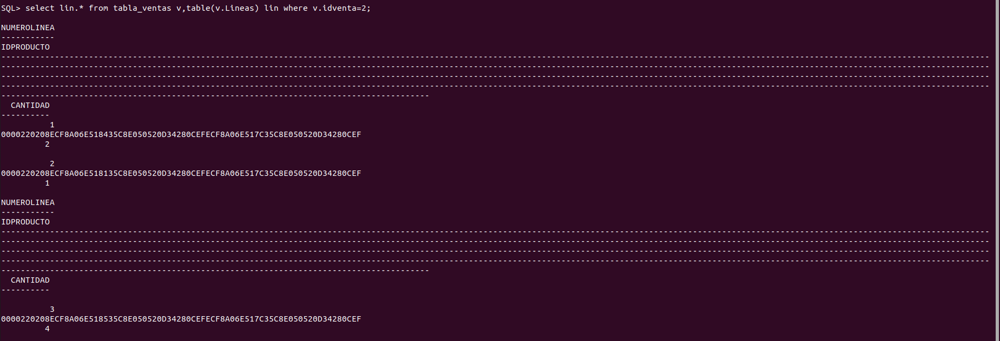 SQL> select lin.* from tabla_ventas v,table(v.Lineas) lin where v.idventa=2;

NUMEROLINEA
-----------
IDPRODUCTO
----------------------------------------------------------------------------------------------------------------------------------------------------------------------------------------------------------
----------------------------------------------------------------------------------------------------------------------------------------------------------------------------------------------------------
----------------------------------------------------------------------------------------------------------------------------------------------------------------------------------------------------------
----------------------------------------------------------------------------------------------------------------------------------------------------------------------------------------------------------
----------------------------------------------------------------------------------------
  CANTIDAD
----------
          1
0000220208ECF8A06E518435C8E050520D34280CEFECF8A06E517C35C8E050520D34280CEF
         2

          2
0000220208ECF8A06E518135C8E050520D34280CEFECF8A06E517C35C8E050520D34280CEF
         1

NUMEROLINEA
-----------
IDPRODUCTO
----------------------------------------------------------------------------------------------------------------------------------------------------------------------------------------------------------
----------------------------------------------------------------------------------------------------------------------------------------------------------------------------------------------------------
----------------------------------------------------------------------------------------------------------------------------------------------------------------------------------------------------------
----------------------------------------------------------------------------------------------------------------------------------------------------------------------------------------------------------
----------------------------------------------------------------------------------------
  CANTIDAD
----------

          3
0000220208ECF8A06E518535C8E050520D34280CEFECF8A06E517C35C8E050520D34280CEF
         4